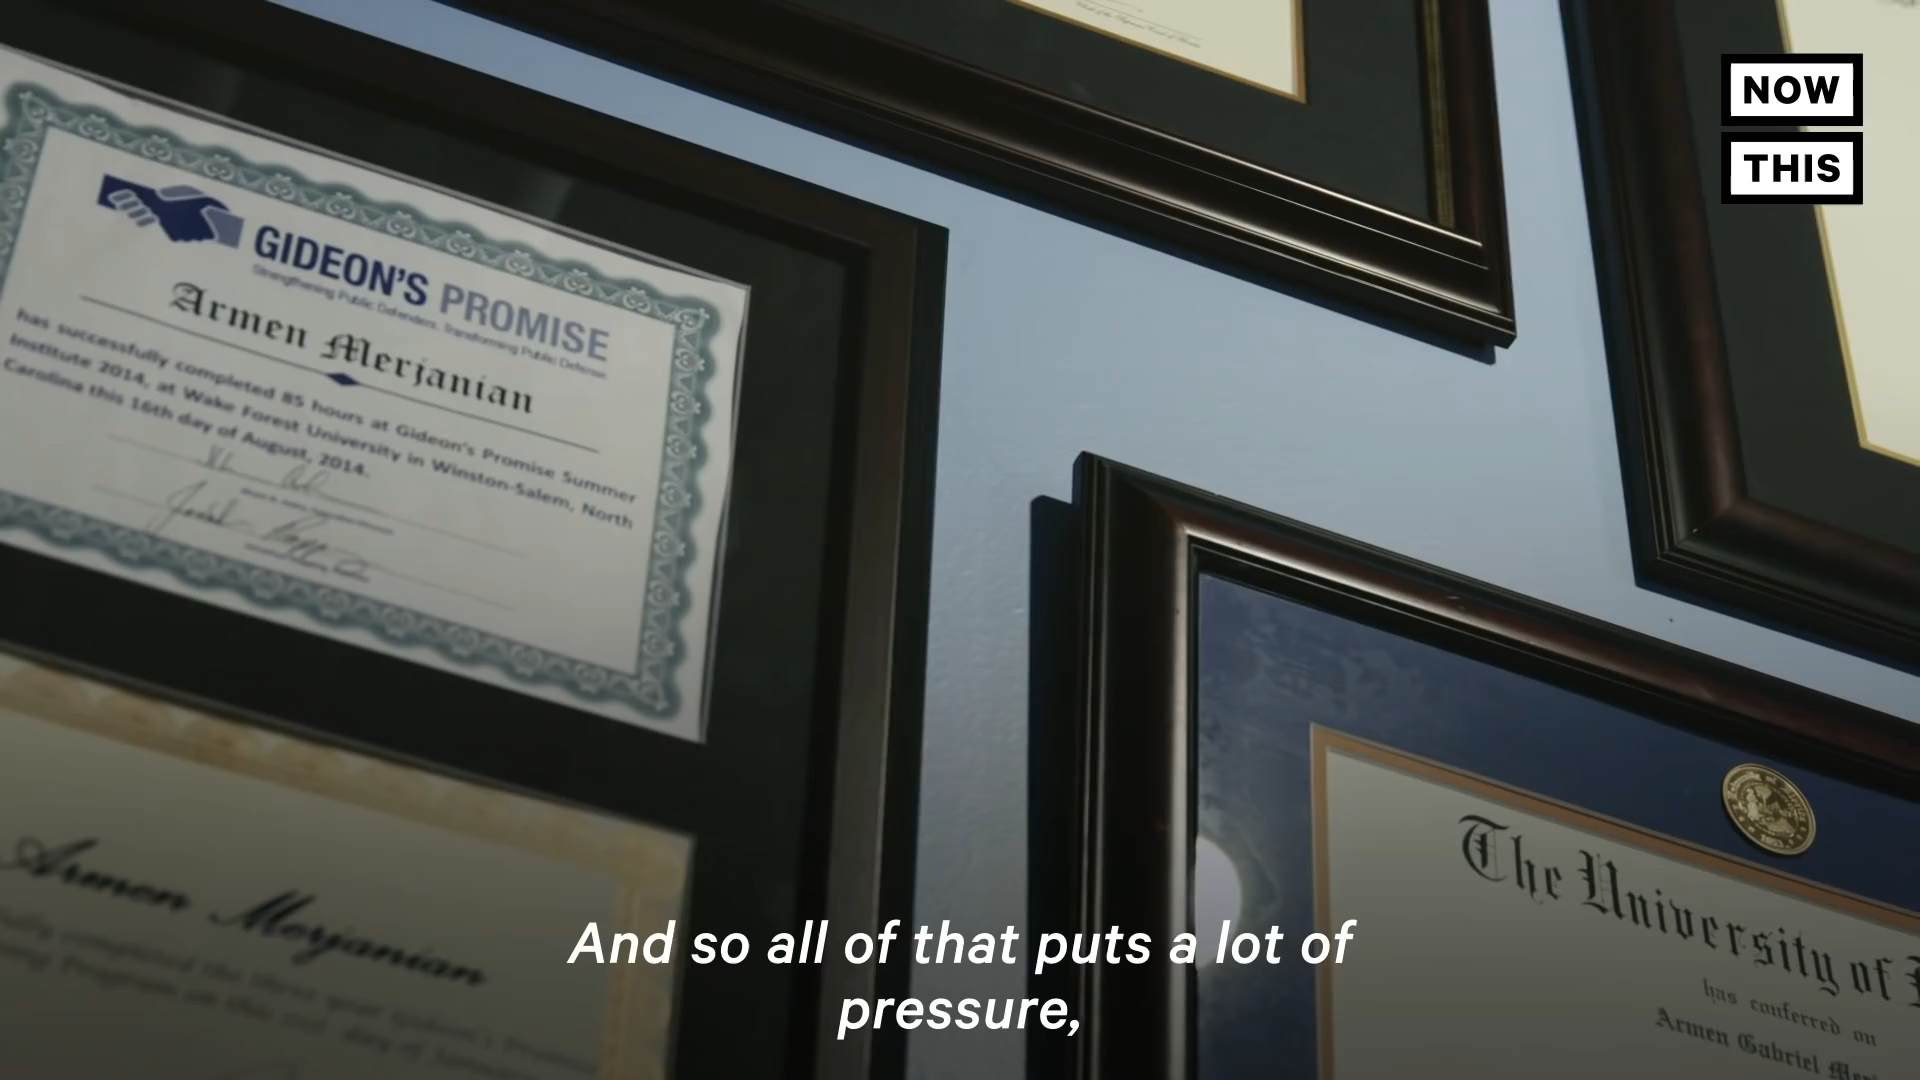 NOW
THIS
GIDEON'S PROMISE
Strengthening Public Defenders. Transforming Public Defense.
Armen Merjanian
has successfully completed 85 hours at Gideon's Promise Summer
Institute 2014, at Wake Forest University in Winston-Salem, North
Carolina this 16th day of August, 2014.
Armen Merjanian
The University of
has conferred on
Armen Gabriel
And so all of that puts a lot of
pressure,